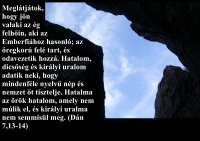 Meglátjátok,
hogy jön
valaki az ég
felhőin, aki az
Emberfiához hasonló; az
öregkorú felé tart, és
odavezetik hozzá. Hatalom,
dicsőség és királyi uralom
adatik neki, hogy
mindenféle nyelvű nép és
nemzet őt tisztelje. Hatalma
az örök hatalom, amely nem
múlik el, és királyi uralma
nem semmisül meg. (Dán
7,13-14)